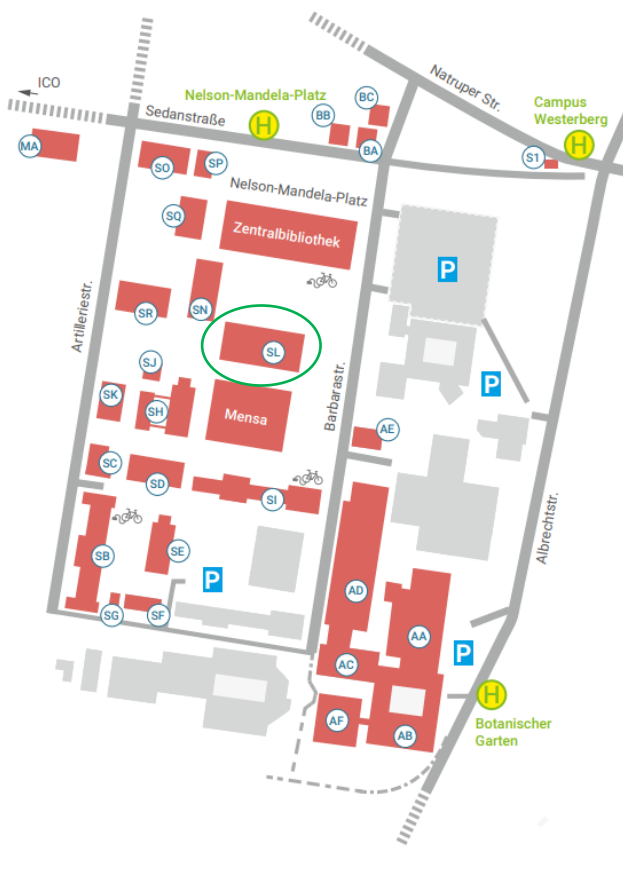 ICO
Nelson-Mandela-Platz
H
Sedanstraße
BC
BB
BA
Natruper Str.
Campus
Westerberg
H
S1
MA
SO
SP
Nelson-Mandela-Platz
SQ
Zentralbibliothek
P
Artilleriestr.
SR
SN
SL
SJ
SK
SH
Mensa
Barbarastr.
P
AE
SC
SD
SI
Albrechtstr.
SB
SE
P
AD
SG
SF
AA
P
AC
H
AF
AB
Botanischer
Garten